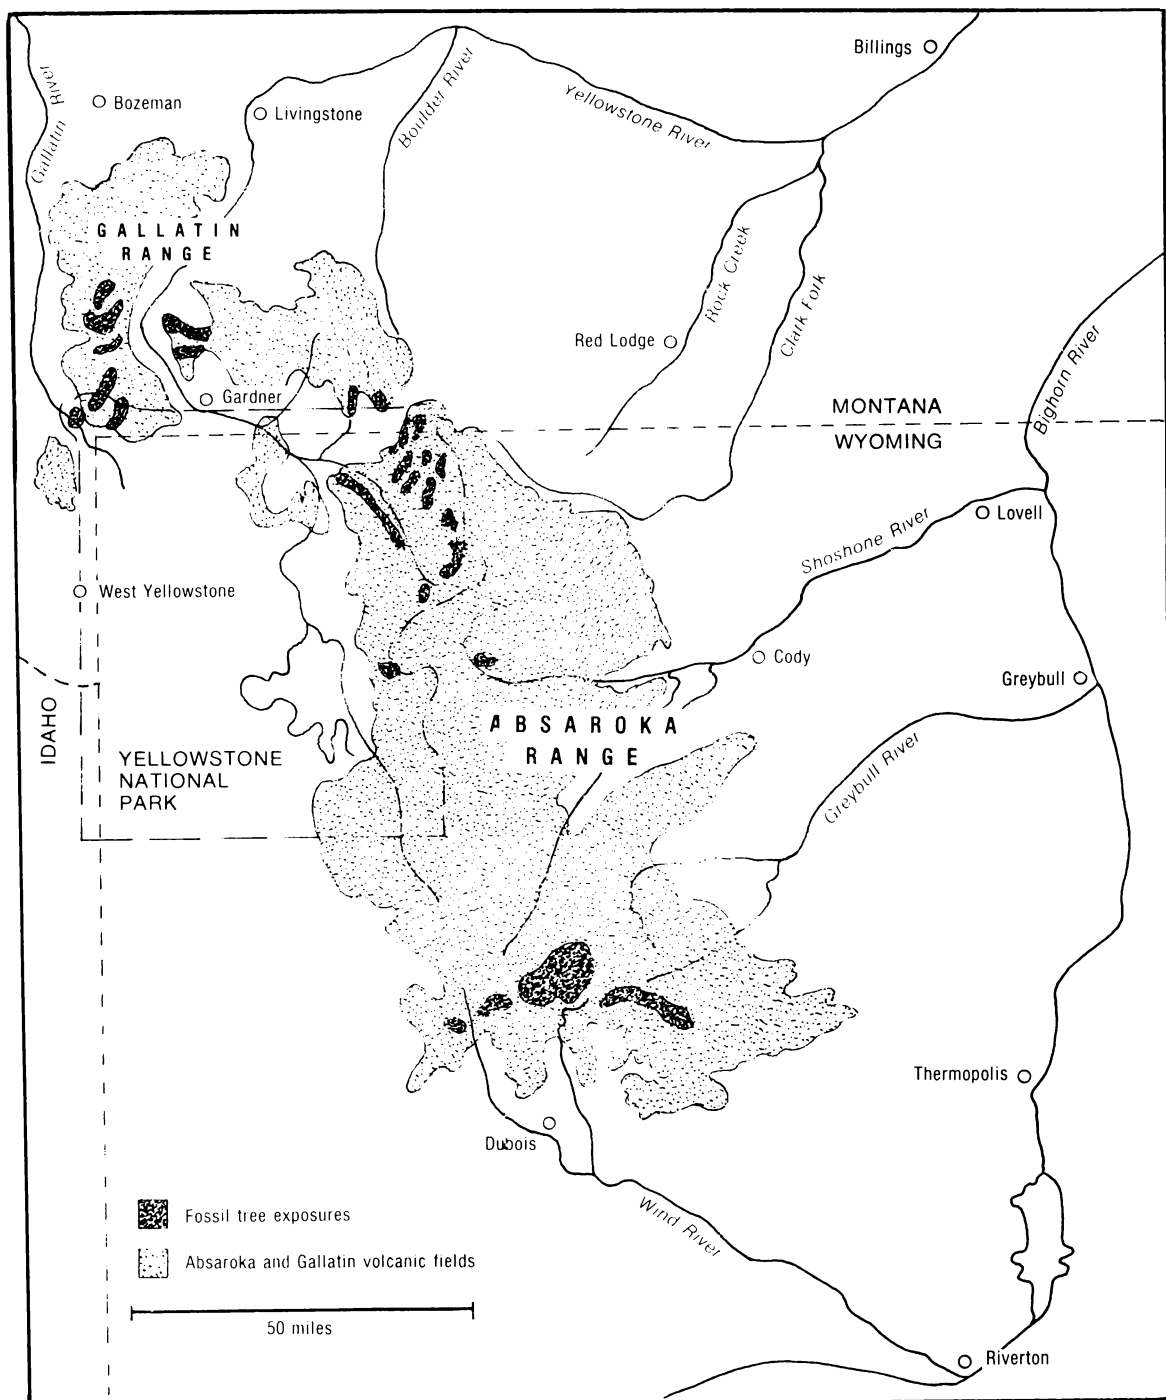 Billings
Bozeman
Livingstone
Gallatin River
Boulder River
Yellowstone River
GALLATIN
RANGE
Rock Creek
Clark Fork
Red Lodge
Bighorn River
Gardner
MONTANA
WYOMING
Lovell
Shoshone River
West Yellowstone
Cody
Greybull
IDAHO
ABSAROKA
RANGE
YELLOWSTONE
NATIONAL
PARK
Greybull River
Thermopolis
Dubois
Wind River
Fossil tree exposures
Absaroka and Gallatin volcanic fields
50 miles
Riverton